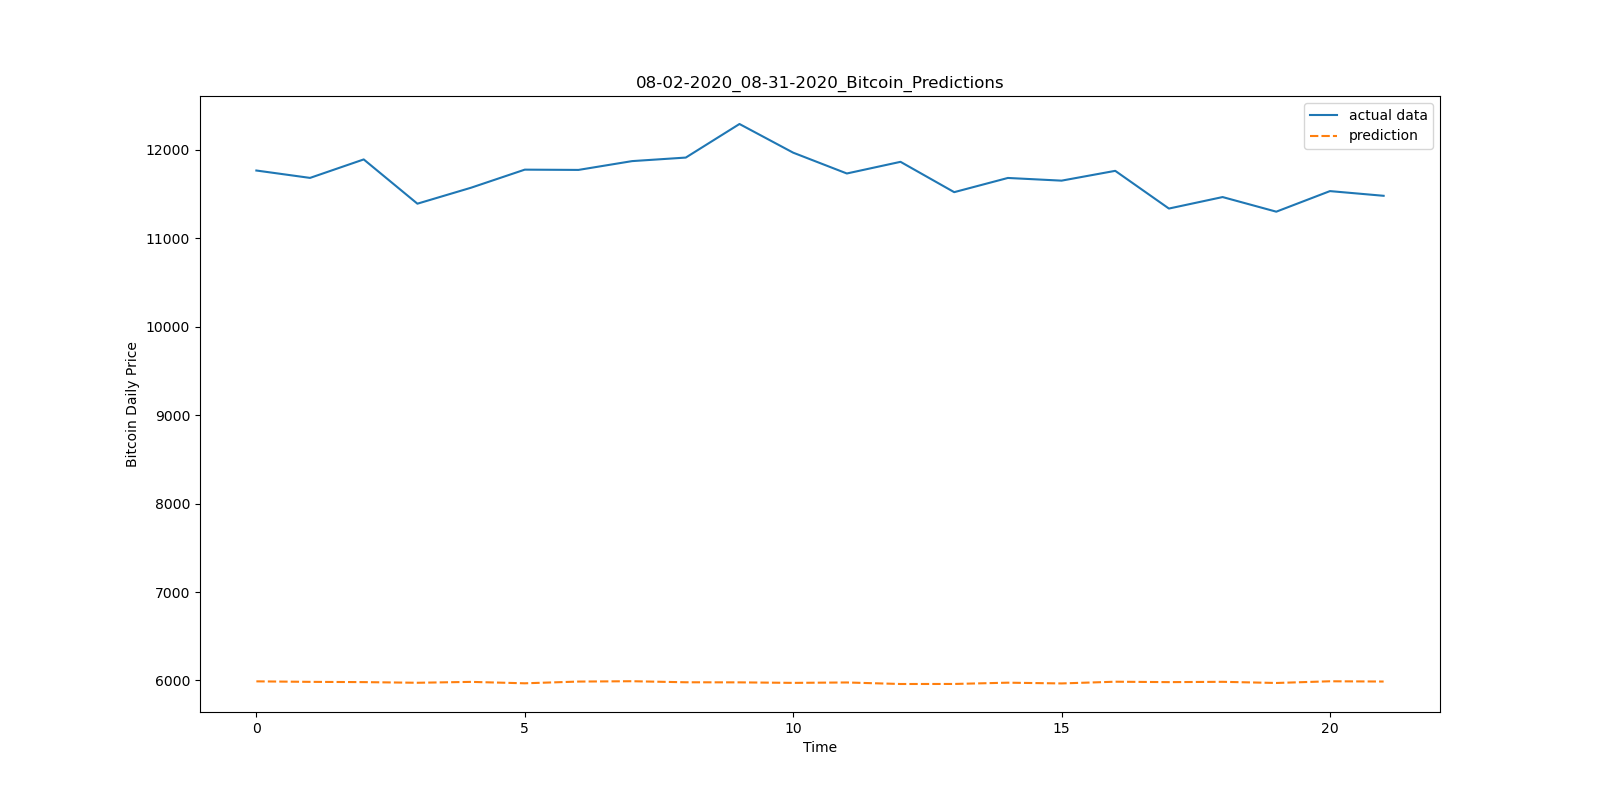 08-02-2020_08-31-2020_Bitcoin_Predictions
actual data
prediction
12000
11000
10000
9000
8000
7000
6000
Bitcoin Daily Price
0 5 10 15 20
Time